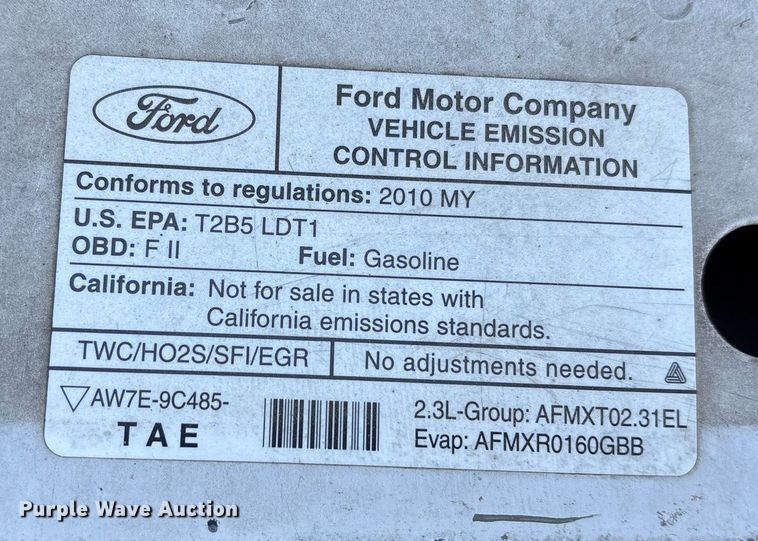 Ford
Ford Motor Company
VEHICLE EMISSION
CONTROL INFORMATION
Conforms to regulations: 2010 MY
U.S. EPA: T2B5 LDT1
OBD: F II Fuel: Gasoline
California: Not for sale in states with
California emissions standards.
TWC/HO2S/SFI/EGR No adjustments needed.
AW7E-9C485-
TAE
2.3L-Group: AFMXT02.31EL
Evap: AFMXR0160GBB
Purple Wave Auction